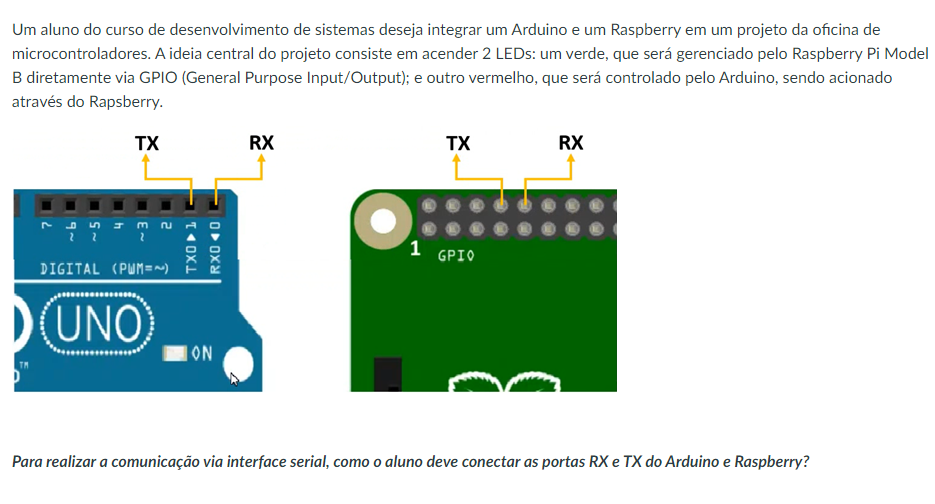 Um aluno do curso de desenvolvimento de sistemas deseja integrar um Arduino e um Raspberry em um projeto da oficina de
microcontroladores. A ideia central do projeto consiste em acender 2 LEDs: um verde, que será gerenciado pelo Raspberry Pi Model
B diretamente via GPIO (General Purpose Input/Output); e outro vermelho, que será controlado pelo Arduino, sendo acionado
através do Rapsberry.
TX RX TX RX
7 ~6 ~5 4 ~3 2 TX0▶1 RX0◀0
DIGITAL (PWM=~)
UNO
ON
TM
1 GPIO
Para realizar a comunicação via interface serial, como o aluno deve conectar as portas RX e TX do Arduino e Raspberry?